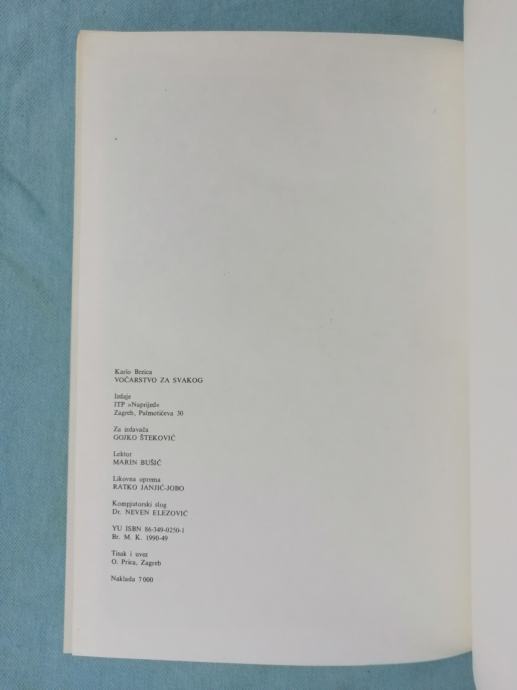 Karlo Brzica
VOĆARSTVO ZA SVAKOG
Izdaje
ITP »Naprijed«
Zagreb, Palmotićeva 30
Za izdavača
GOJKO ŠTEKOVIĆ
Lektor
MARIN BUŠIĆ
Likovna oprema
RATKO JANJIĆ-JOBO
Kompjutorski slog
Dr. NEVEN ELEZOVIĆ
YU ISBN 86-349-0250-1
Br. M. K. 1990-49
Tisak i uvez
O. Prica, Zagreb
Naklada 7 000